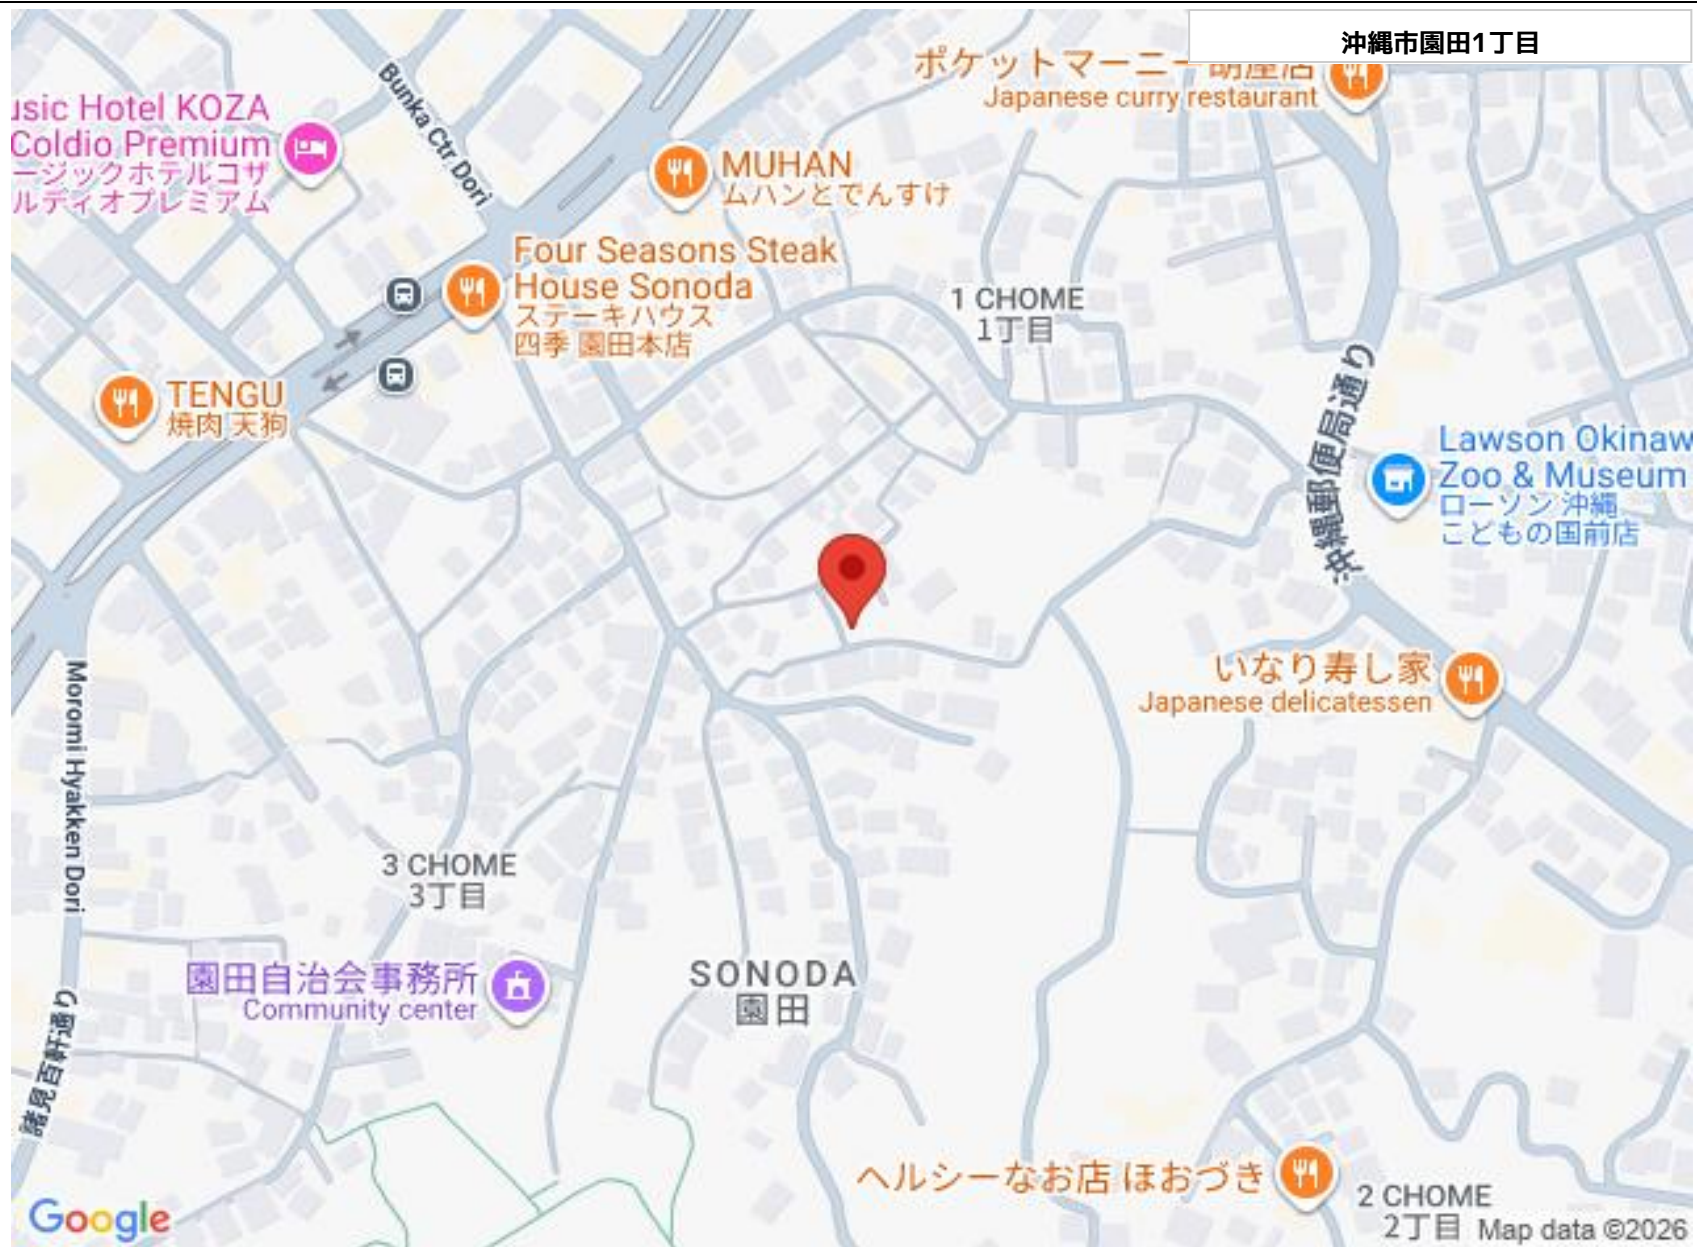 沖縄市園田1丁目
ポケットマーニー 胡屋店
Japanese curry restaurant
usic Hotel KOZA
Coldio Premium
ージックホテルコザ
ルディオプレミアム
Bunka Ctr Dori
MUHAN
ムハンとでんすけ
Four Seasons Steak
House Sonoda
ステーキハウス
四季 園田本店
1 CHOME
1丁目
TENGU
焼肉 天狗
沖縄郵便局通り
Lawson Okinaw
Zoo & Museum
ローソン 沖縄
こどもの国前店
いなり寿し家
Japanese delicatessen
Moromi Hyakken Dori
3 CHOME
3丁目
園田自治会事務所
Community center
SONODA
園田
諸見百軒通り
ヘルシーなお店 ほおづき
2 CHOME
2丁目
Google
Map data ©2026